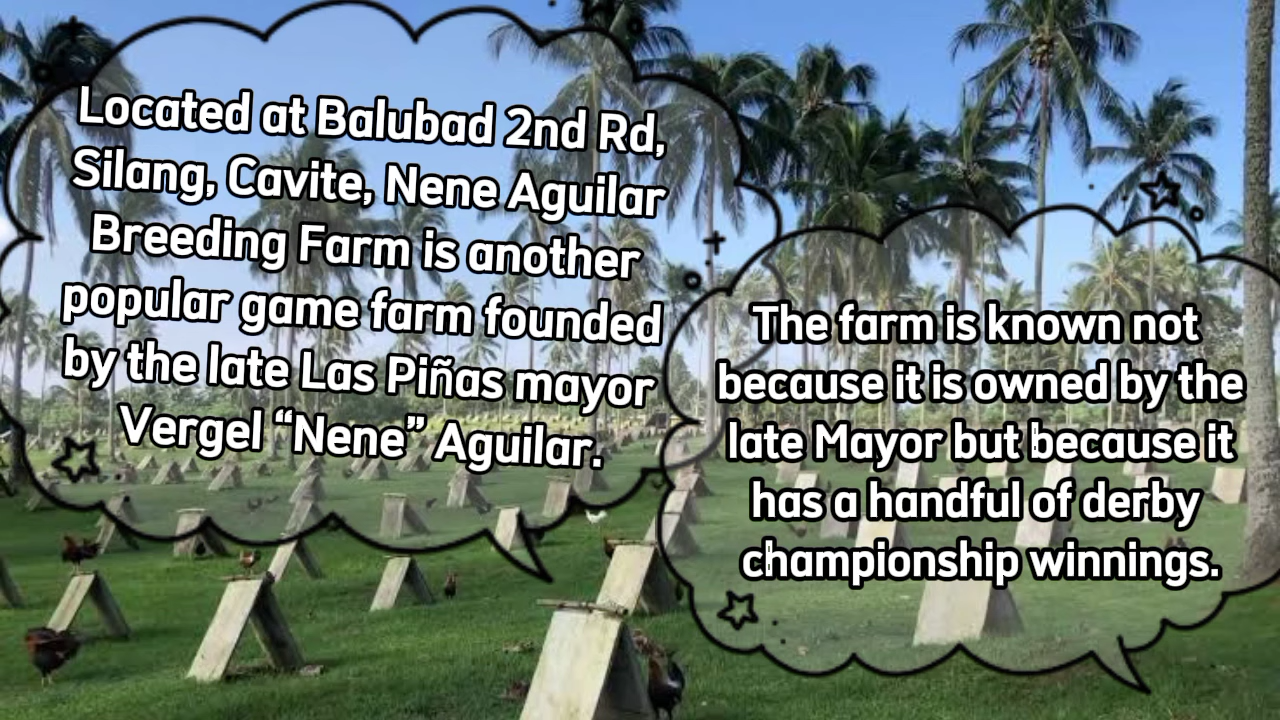 Located at Balubad 2nd Rd,
Silang, Cavite, Nene Aguilar
Breeding Farm is another
popular game farm founded
by the late Las Piñas mayor
Vergel “Nene” Aguilar.
The farm is known not
because it is owned by the
late Mayor but because it
has a handful of derby
championship winnings.